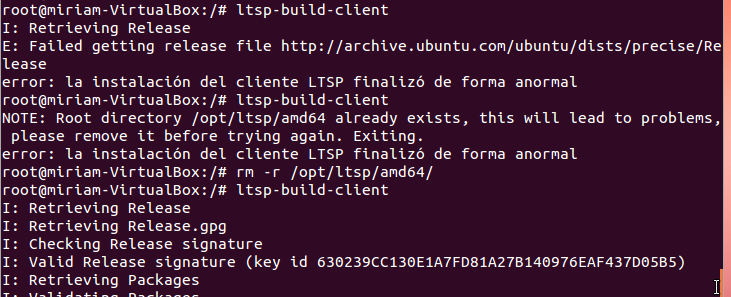 root@miriam-VirtualBox:/# ltsp-build-client
I: Retrieving Release
E: Failed getting release file http://archive.ubuntu.com/ubuntu/dists/precise/Re
lease
error: la instalación del cliente LTSP finalizó de forma anormal
root@miriam-VirtualBox:/# ltsp-build-client
NOTE: Root directory /opt/ltsp/amd64 already exists, this will lead to problems,
 please remove it before trying again. Exiting.
error: la instalación del cliente LTSP finalizó de forma anormal
root@miriam-VirtualBox:/# rm -r /opt/ltsp/amd64/
root@miriam-VirtualBox:/# ltsp-build-client
I: Retrieving Release
I: Retrieving Release.gpg
I: Checking Release signature
I: Valid Release signature (key id 630239CC130E1A7FD81A27B140976EAF437D05B5)
I: Retrieving Packages
I: Validating Packages